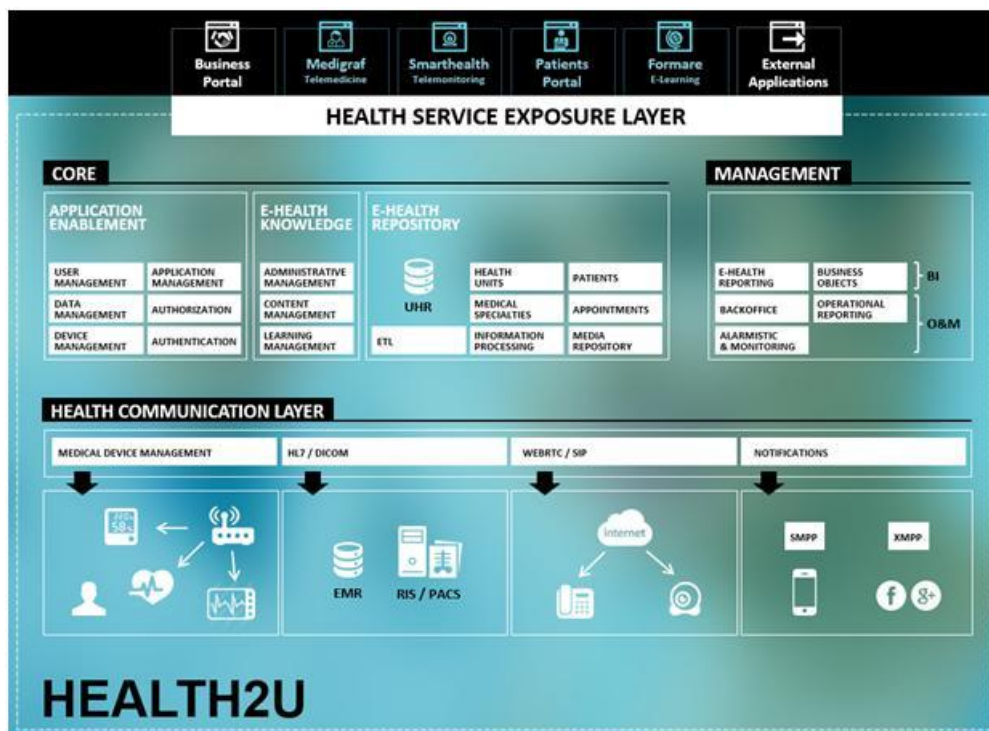 Business
Portal
Medigraf
Telemedicine
Smarthealth
Telemonitoring
Patients
Portal
Formare
E-Learning
External
Applications
HEALTH SERVICE EXPOSURE LAYER
CORE
APPLICATION
ENABLEMENT
USER
MANAGEMENT
APPLICATION
MANAGEMENT
DATA
MANAGEMENT
AUTHORIZATION
DEVICE
MANAGEMENT
AUTHENTICATION
E-HEALTH
KNOWLEDGE
ADMINISTRATIVE
MANAGEMENT
CONTENT
MANAGEMENT
LEARNING
MANAGEMENT
E-HEALTH
REPOSITORY
UHR
HEALTH
UNITS
PATIENTS
MEDICAL
SPECIALTIES
APPOINTMENTS
ETL
INFORMATION
PROCESSING
MEDIA
REPOSITORY
MANAGEMENT
E-HEALTH
REPORTING
BUSINESS
OBJECTS
BI
BACKOFFICE
OPERATIONAL
REPORTING
O&M
ALARMISTIC
& MONITORING
HEALTH COMMUNICATION LAYER
MEDICAL DEVICE MANAGEMENT
HL7 / DICOM
WEBRTC / SIP
NOTIFICATIONS
EMR
RIS / PACS
internet
SMPP
XMPP
f
g+
HEALTH2U